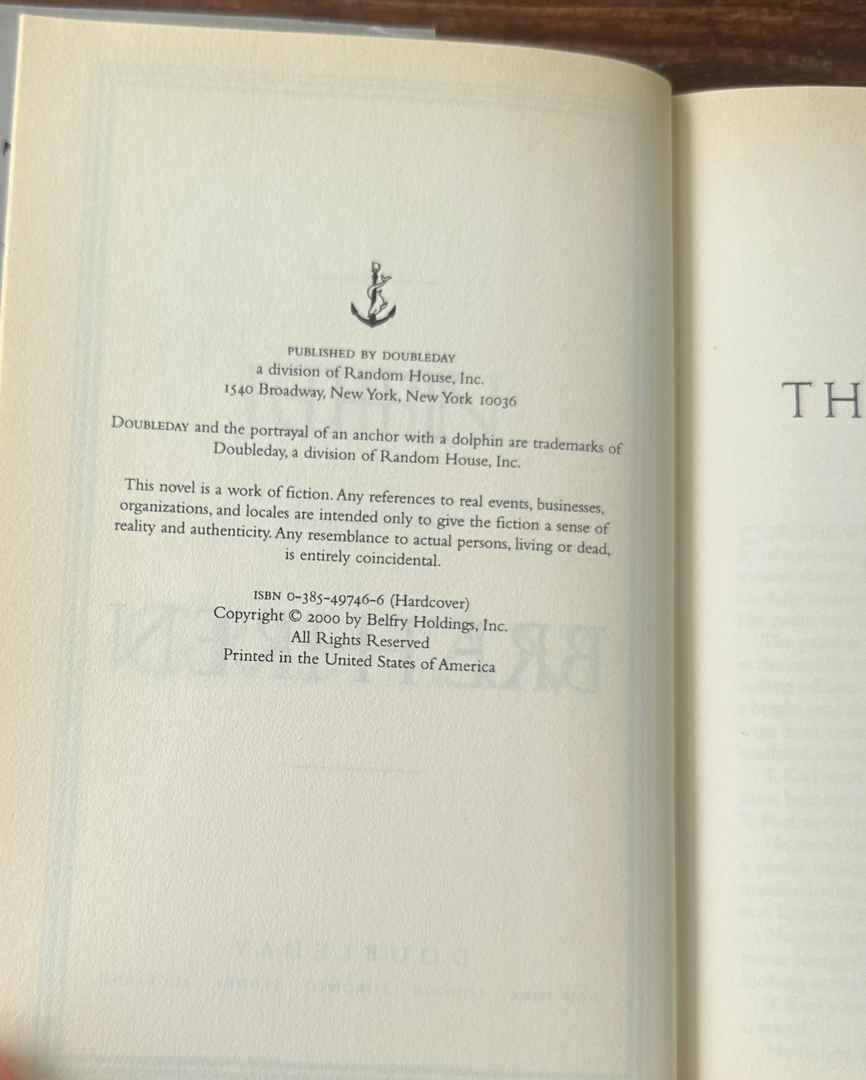 PUBLISHED BY DOUBLEDAY
a division of Random House, Inc.
1540 Broadway, New York, New York 10036
DOUBLEDAY and the portrayal of an anchor with a dolphin are trademarks of
Doubleday, a division of Random House, Inc.
This novel is a work of fiction. Any references to real events, businesses,
organizations, and locales are intended only to give the fiction a sense of
reality and authenticity. Any resemblance to actual persons, living or dead,
is entirely coincidental.
ISBN 0-385-49746-6 (Hardcover)
Copyright © 2000 by Belfry Holdings, Inc.
All Rights Reserved
Printed in the United States of America
TH